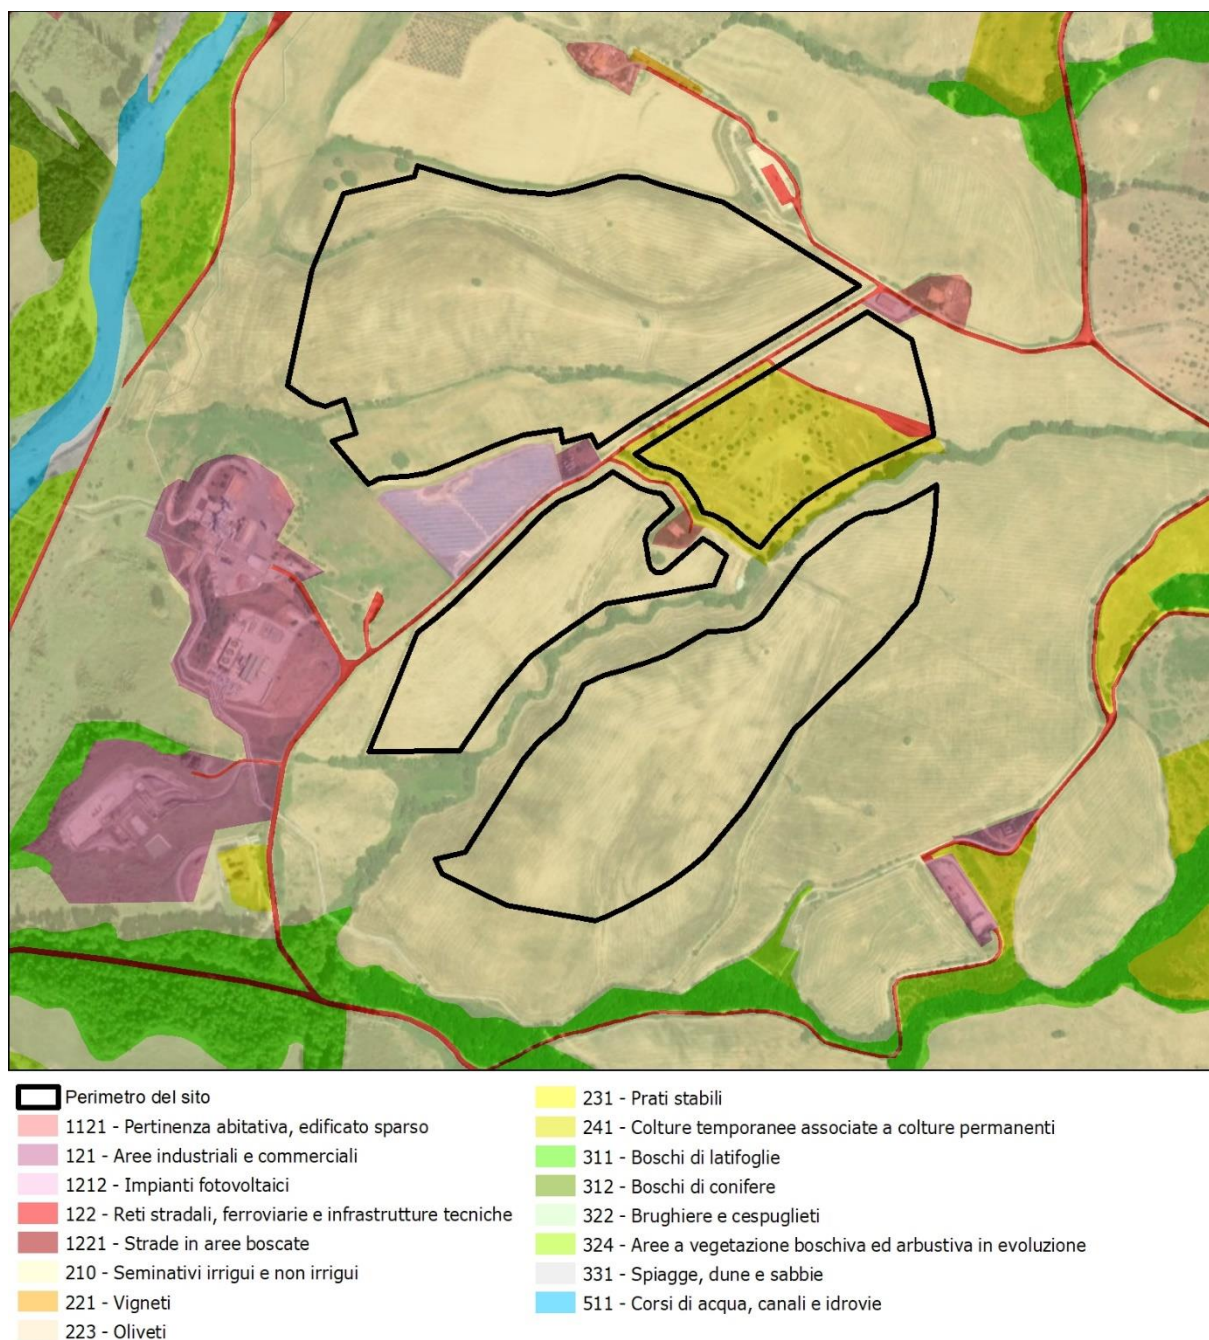 Perimetro del sito
1121 - Pertinenza abitativa, edificato sparso
121 - Aree industriali e commerciali
1212 - Impianti fotovoltaici
122 - Reti stradali, ferroviarie e infrastrutture tecniche
1221 - Strade in aree boscate
210 - Seminativi irrigui e non irrigui
221 - Vigneti
223 - Oliveti
231 - Prati stabili
241 - Colture temporanee associate a colture permanenti
311 - Boschi di latifoglie
312 - Boschi di conifere
322 - Brughiere e cespuglieti
324 - Aree a vegetazione boschiva ed arbustiva in evoluzione
331 - Spiagge, dune e sabbie
511 - Corsi di acqua, canali e idrovie